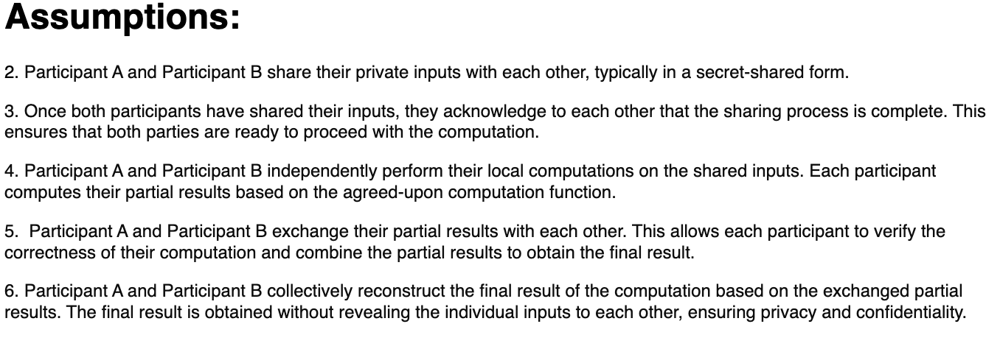 Assumptions:
2. Participant A and Participant B share their private inputs with each other, typically in a secret-shared form.
3. Once both participants have shared their inputs, they acknowledge to each other that the sharing process is complete. This
ensures that both parties are ready to proceed with the computation.
4. Participant A and Participant B independently perform their local computations on the shared inputs. Each participant
computes their partial results based on the agreed-upon computation function.
5.  Participant A and Participant B exchange their partial results with each other. This allows each participant to verify the
correctness of their computation and combine the partial results to obtain the final result.
6. Participant A and Participant B collectively reconstruct the final result of the computation based on the exchanged partial
results. The final result is obtained without revealing the individual inputs to each other, ensuring privacy and confidentiality.